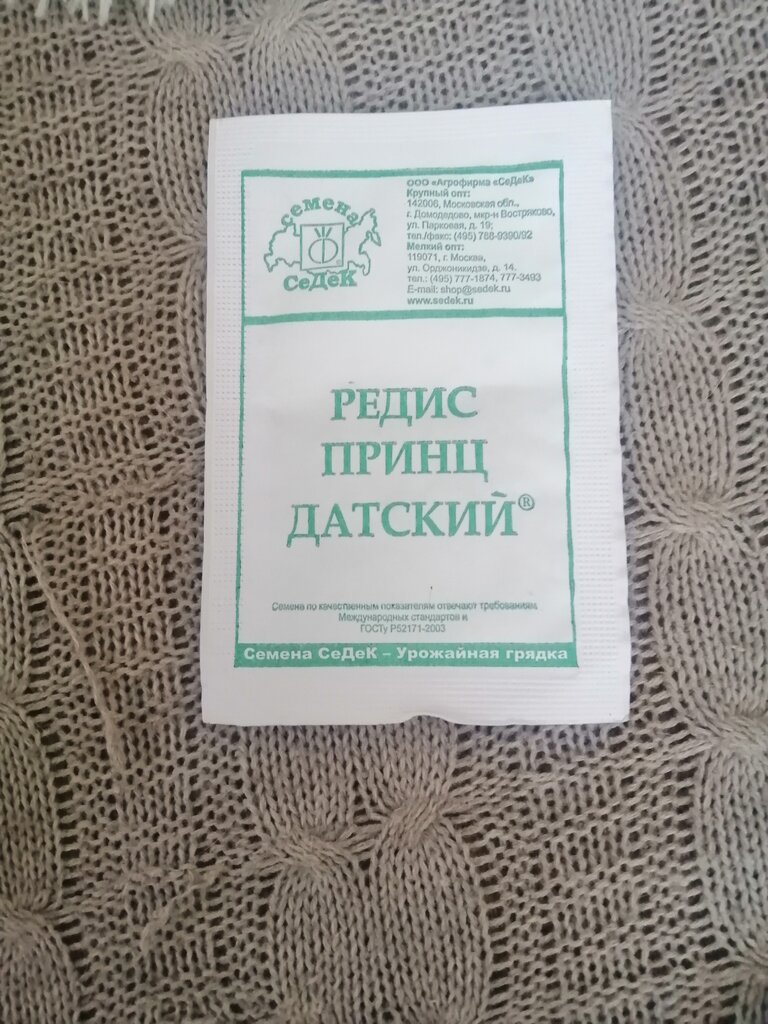 семена
СеДеК
ООО «Агрофирма «СеДеК»
Крупный опт:
142006, Московская обл.,
г. Домодедово, мкр-н Востряково,
ул. Парковая, д. 19;
тел./факс: (495) 788-9390/92
Мелкий опт:
119071, г. Москва,
ул. Орджоникидзе, д. 14.
тел.: (495) 777-1874, 777-3493
E-mail: shop@sedek.ru
www.sedek.ru
РЕДИС
ПРИНЦ
ДАТСКИЙ®
Семена по качественным показателям отвечают требованиям
Международных стандартов и
ГОСТу Р52171-2003
Семена СеДеК – Урожайная грядка